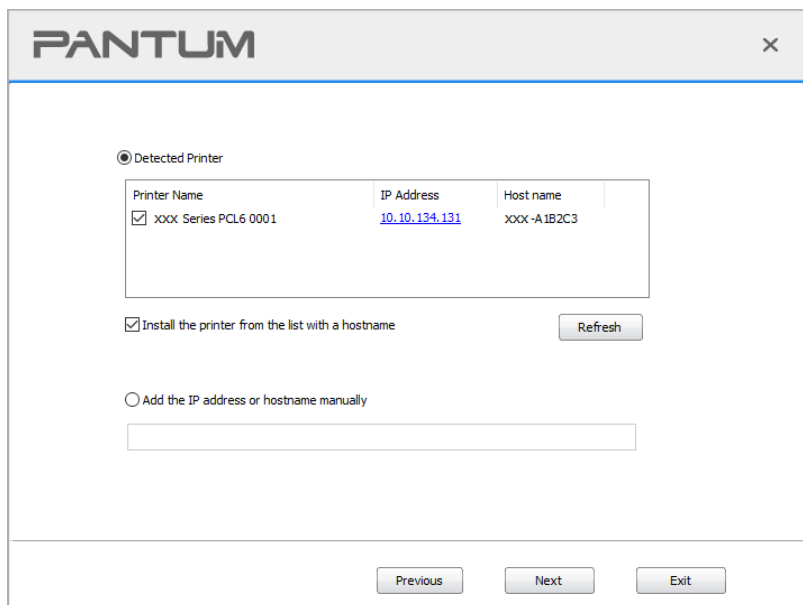 PANTUM
Detected Printer
Printer Name IP Address Host name
XXX Series PCL6 0001 10.10.134.131 XXX-A1B2C3
Install the printer from the list with a hostname Refresh
Add the IP address or hostname manually
Previous Next Exit